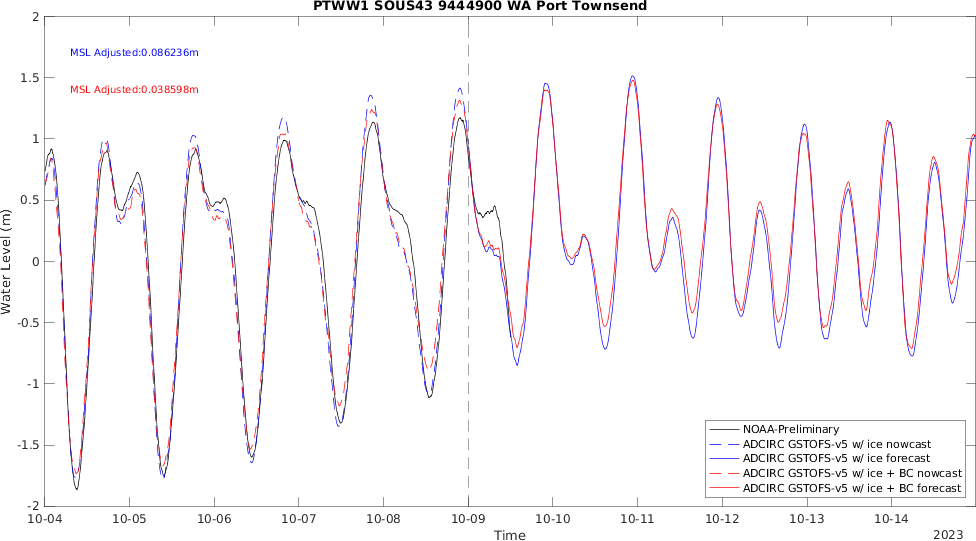 PTWW1 SOUS43 9444900 WA Port Townsend
2
1.5
1
0.5
0
-0.5
-1
-1.5
-2
Water Level (m)
MSL Adjusted:0.086236m
MSL Adjusted:0.038598m
NOAA-Preliminary
ADCIRC GSTOFS-v5 w/ ice nowcast
ADCIRC GSTOFS-v5 w/ ice forecast
ADCIRC GSTOFS-v5 w/ ice + BC nowcast
ADCIRC GSTOFS-v5 w/ ice + BC forecast
10-04 10-05 10-06 10-07 10-08 10-09 10-10 10-11 10-12 10-13 10-14
Time
2023